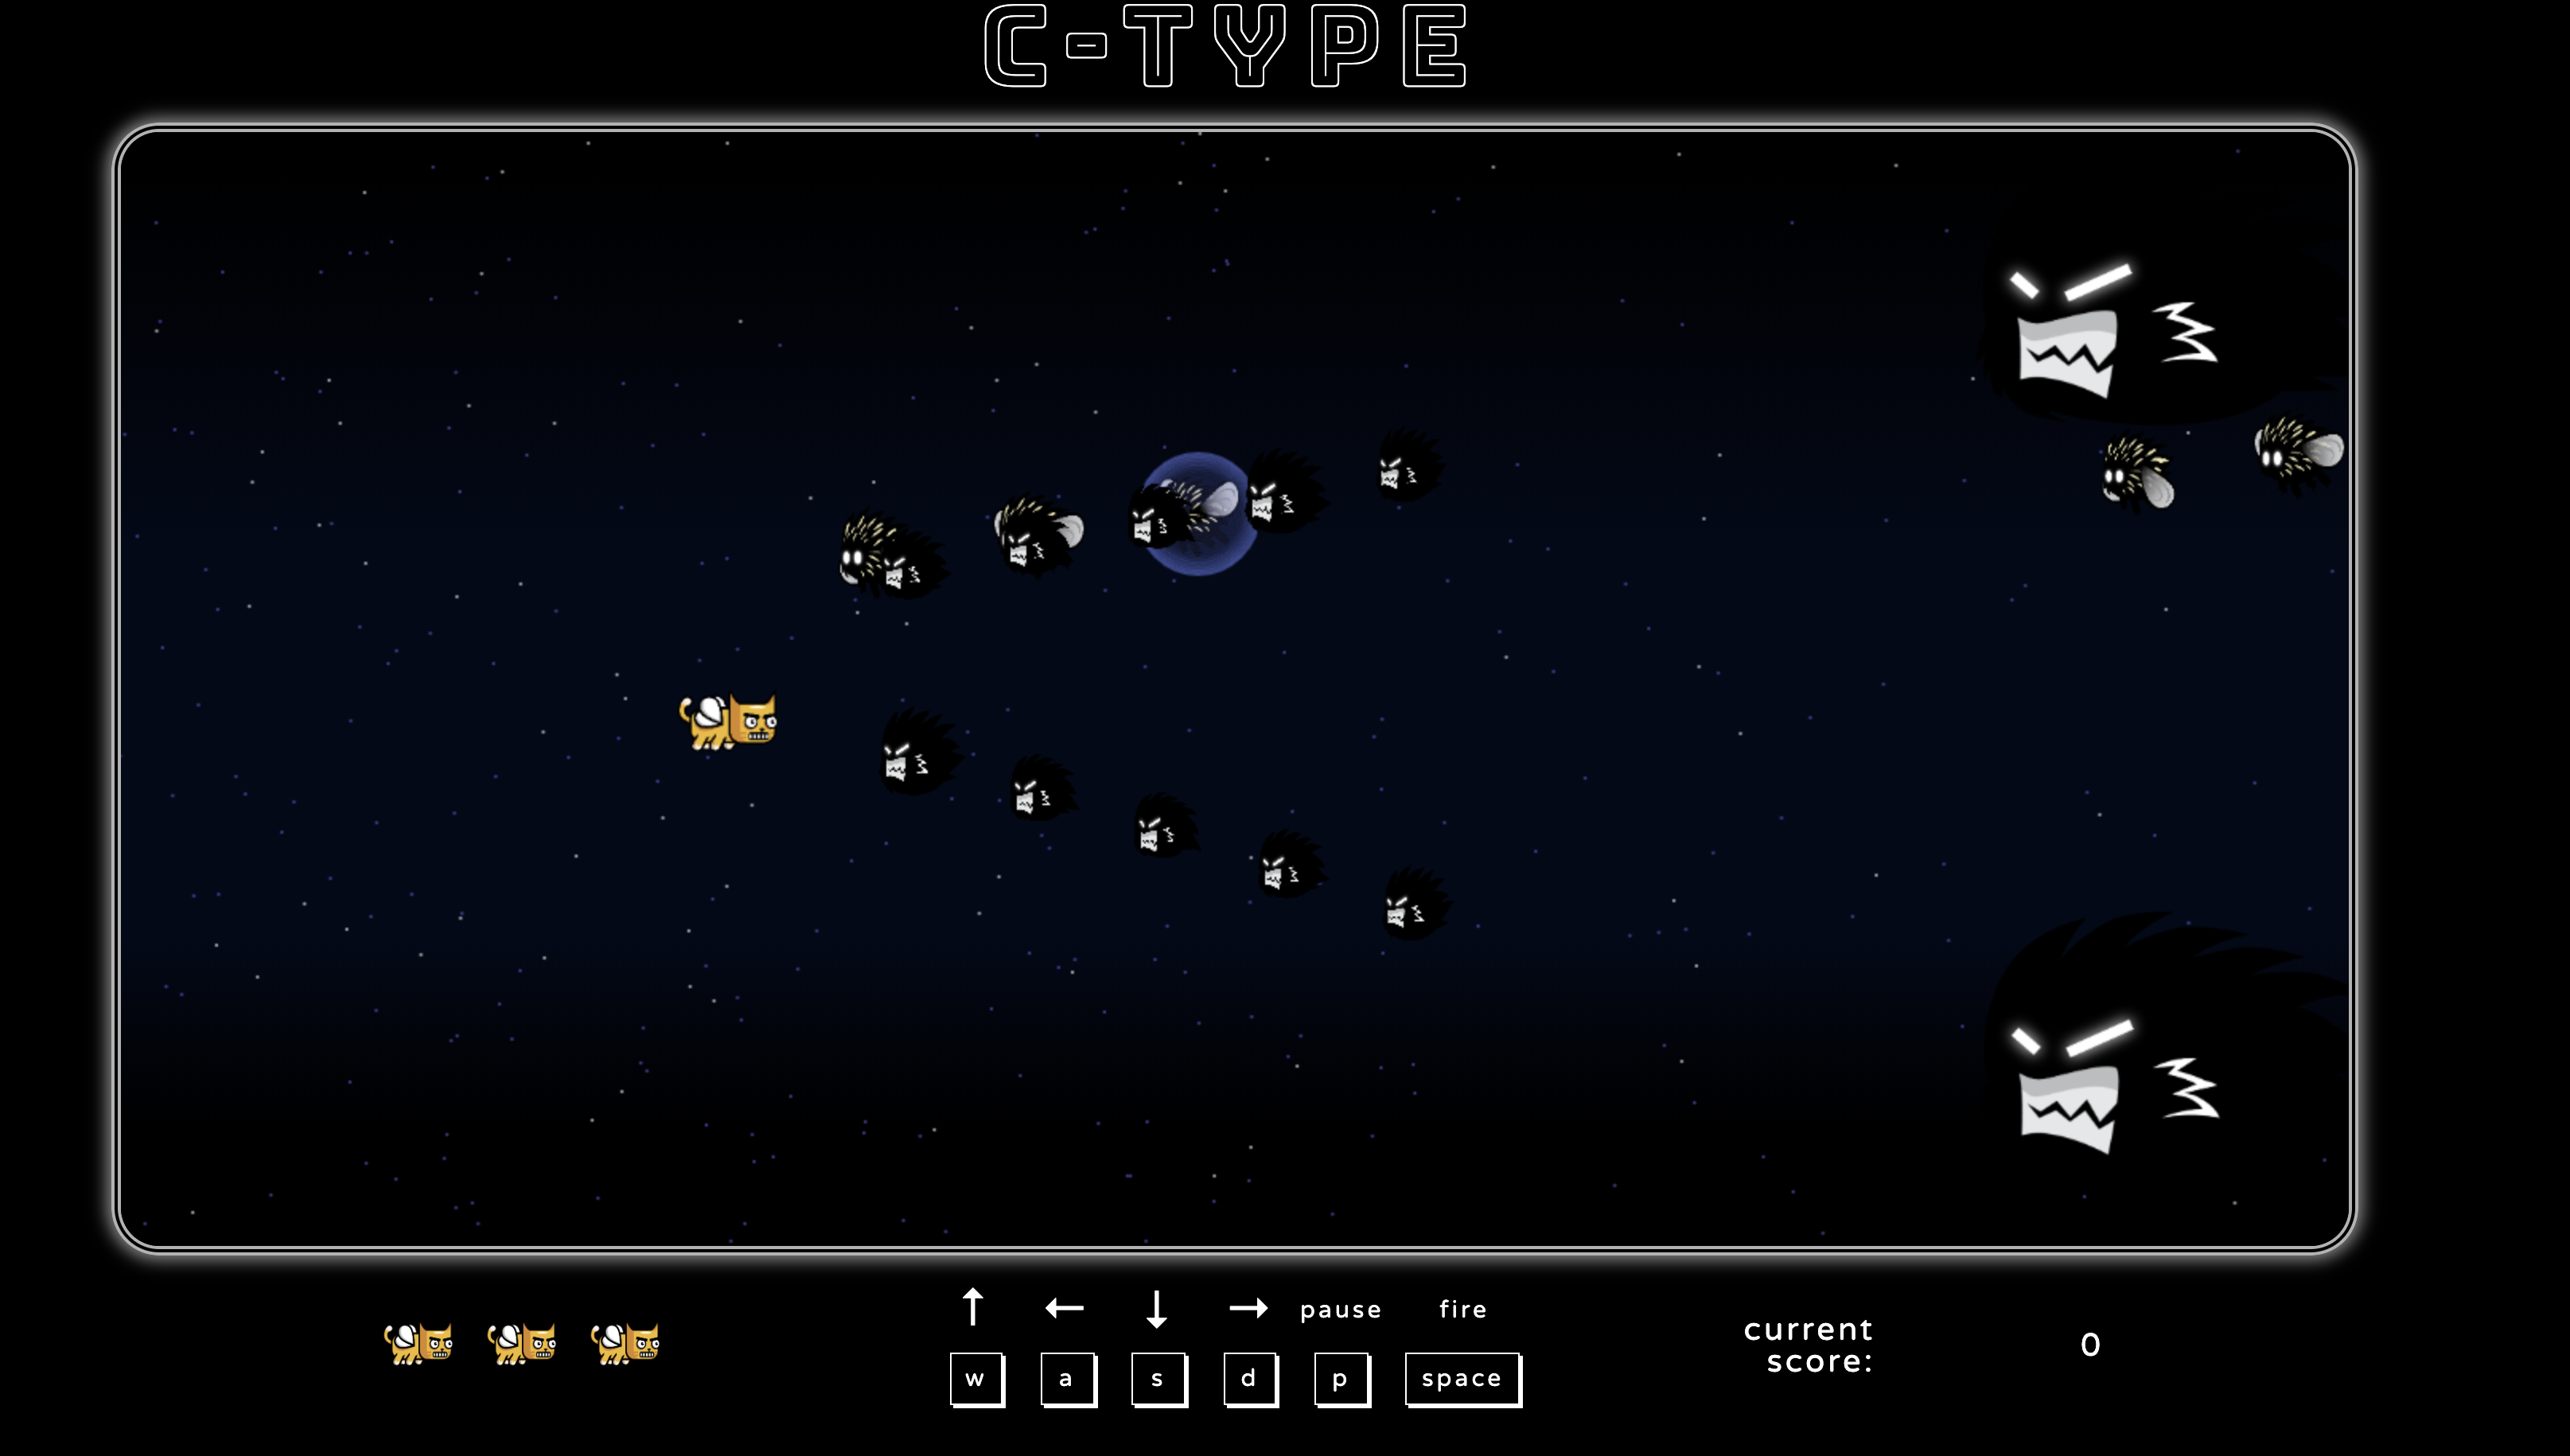 C-TYPE
pause fire
w a s d p space
current
score:
0